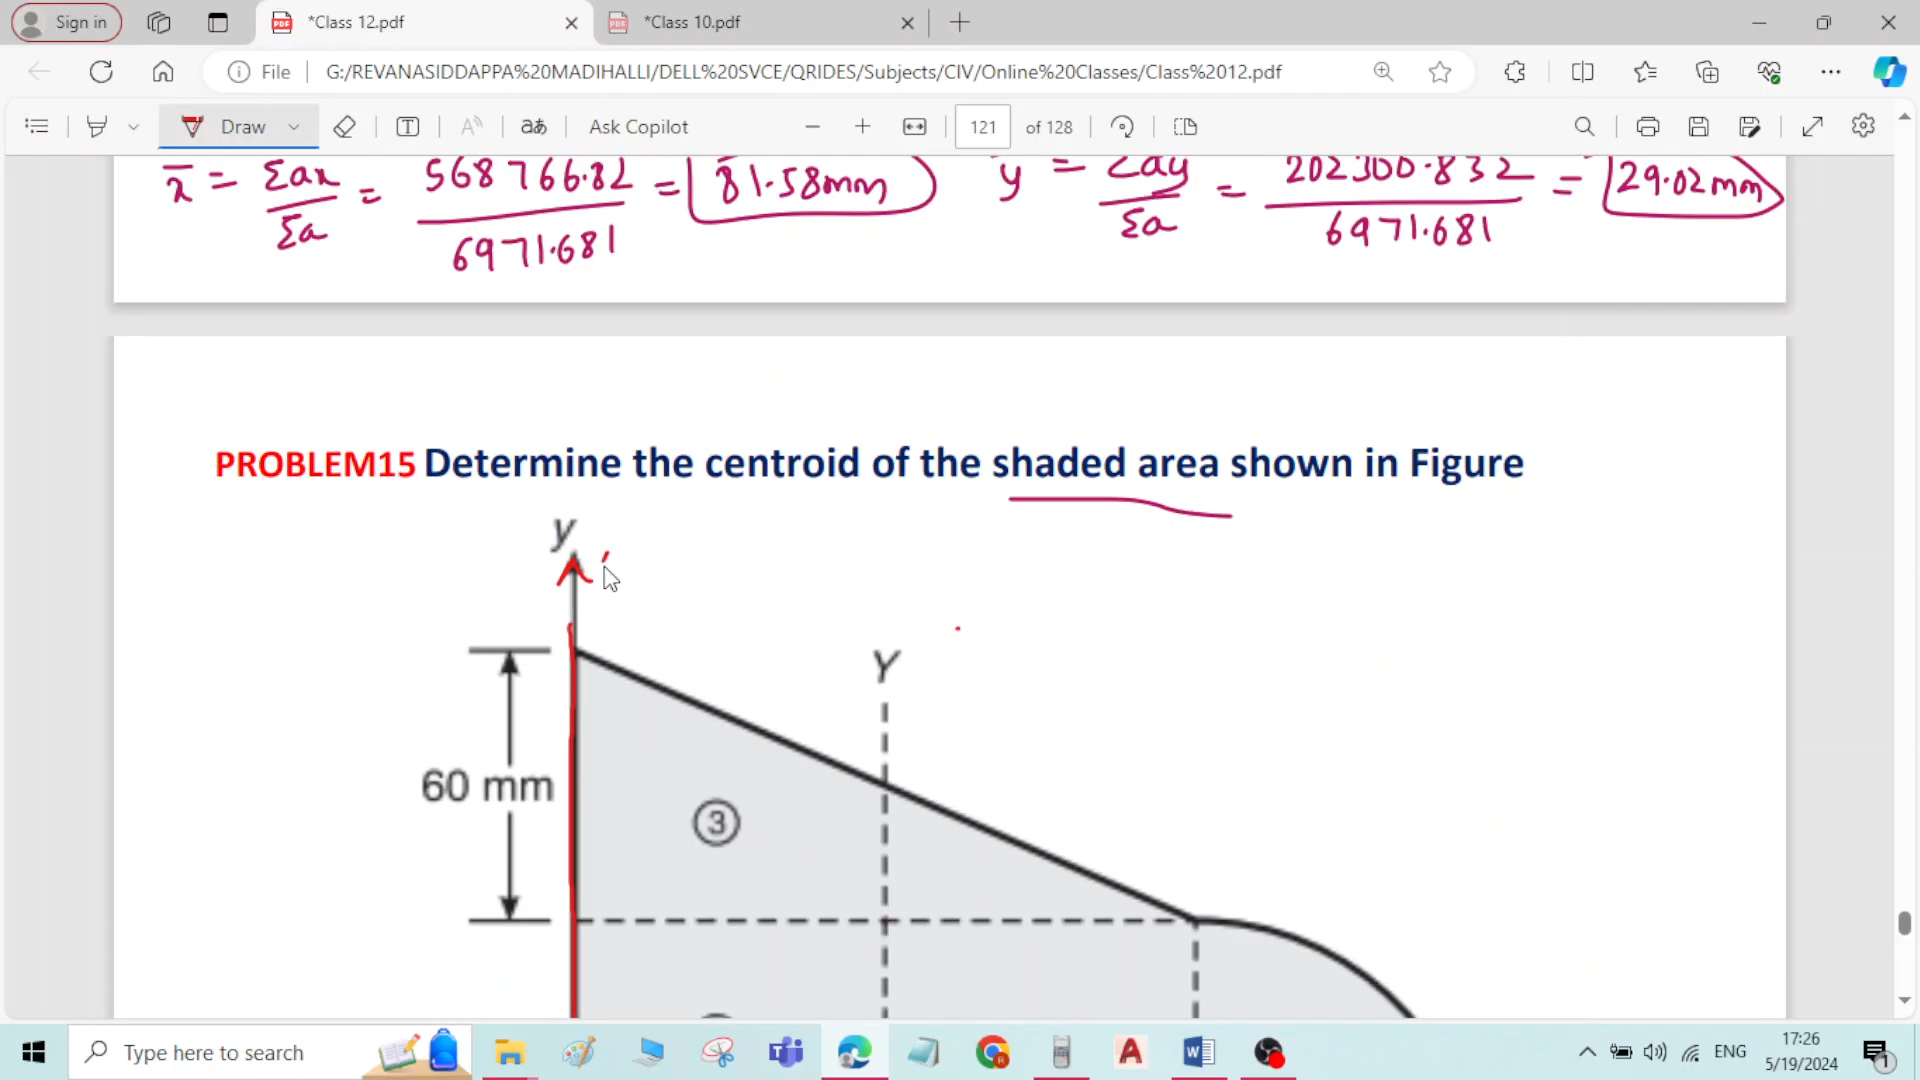 Sign in
*Class 12.pdf
*Class 10.pdf
File
G:/REVANASIDDAPPA%20MADIHALLI/DELL%20SVCE/QRIDES/Subjects/CIV/Online%20Classes/Class%2012.pdf
Draw
Ask Copilot
121 of 128
x̄ = Σax / Σa = 568766.82 / 6971.681 = 81.58mm
y = Σay / Σa = 202300.832 / 6971.681 = 29.02mm
PROBLEM15 Determine the centroid of the shaded area shown in Figure
y
Y
60 mm
3
Type here to search
ENG
17:26
5/19/2024
1